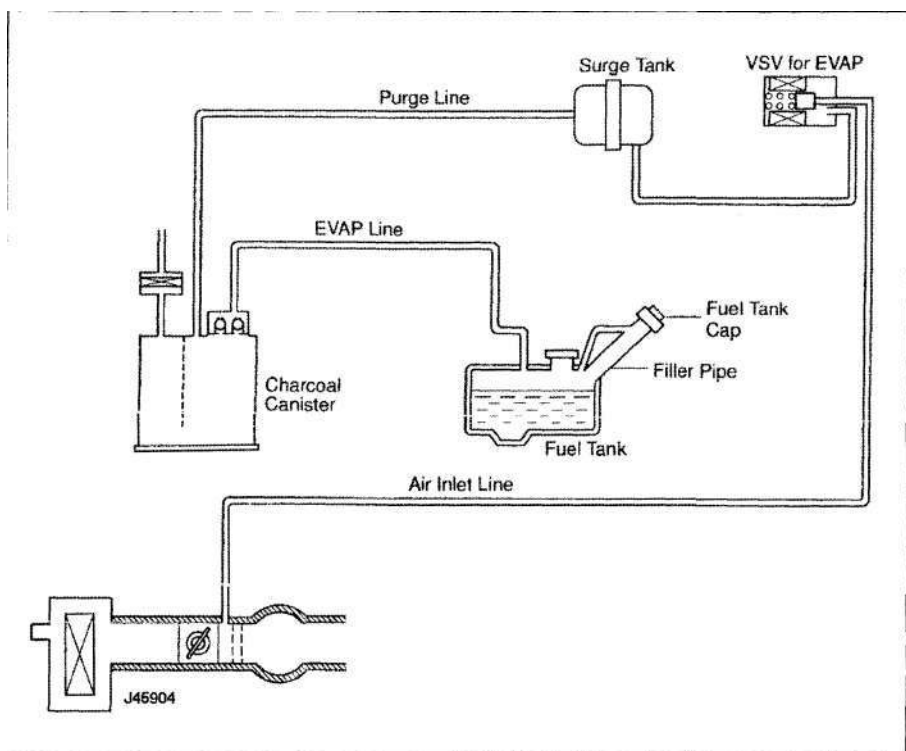 Surge Tank
VSV for EVAP
Purge Line
EVAP Line
Fuel Tank
Cap
Filler Pipe
Charcoal
Canister
Fuel Tank
Air Inlet Line
J45904